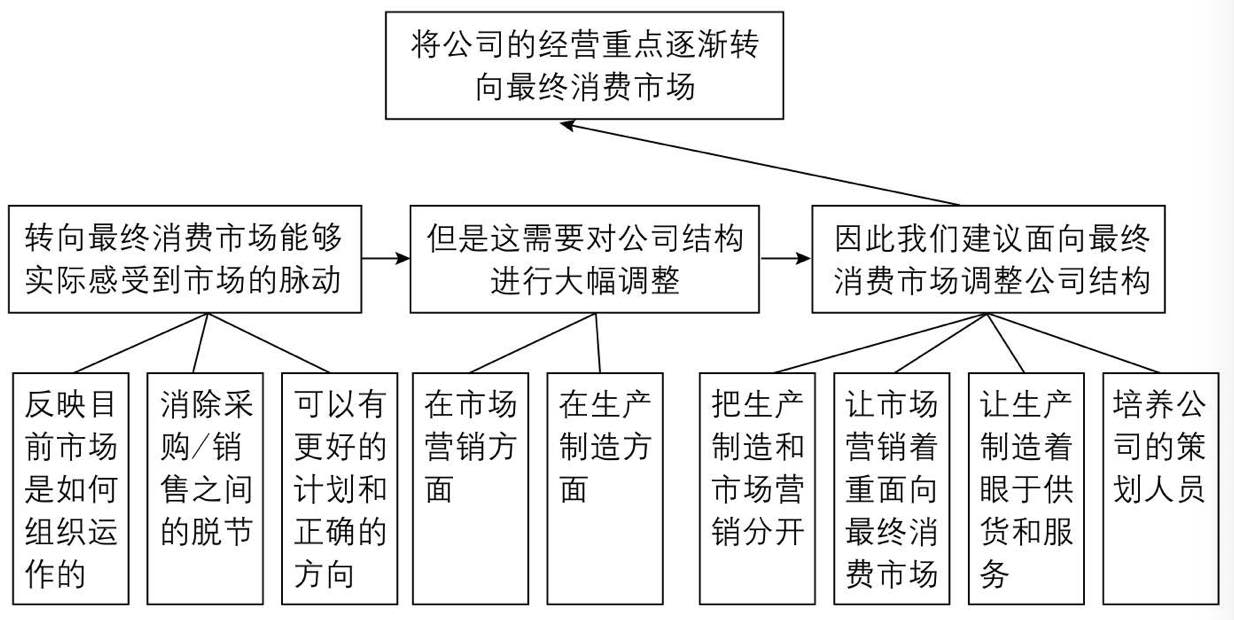 将公司的经营重点逐渐转
向最终消费市场
转向最终消费市场能够
实际感受到市场的脉动
但是这需要对公司结构
进行大幅调整
因此我们建议面向最终
消费市场调整公司结构
反映目
前市场
是如何
组织运
作的
消除采
购/销
售之间
的脱节
可以有
更好的
计划和
正确的
方向
在市场
营销方
面
在生产
制造方
面
把生产
制造和
市场营
销分开
让市场
营销着
重面向
最终消
费市场
让生产
制造着
眼于供
货和服
务
培养公
司的策
划人员